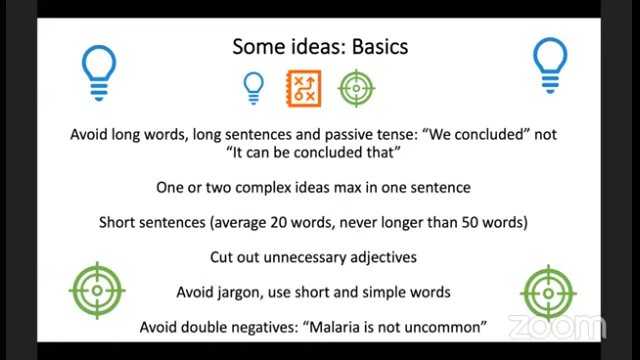 Some ideas: Basics
Avoid long words, long sentences and passive tense: “We concluded” not
“It can be concluded that”
One or two complex ideas max in one sentence
Short sentences (average 20 words, never longer than 50 words)
Cut out unnecessary adjectives
Avoid jargon, use short and simple words
Avoid double negatives: “Malaria is not uncommon”
zoom